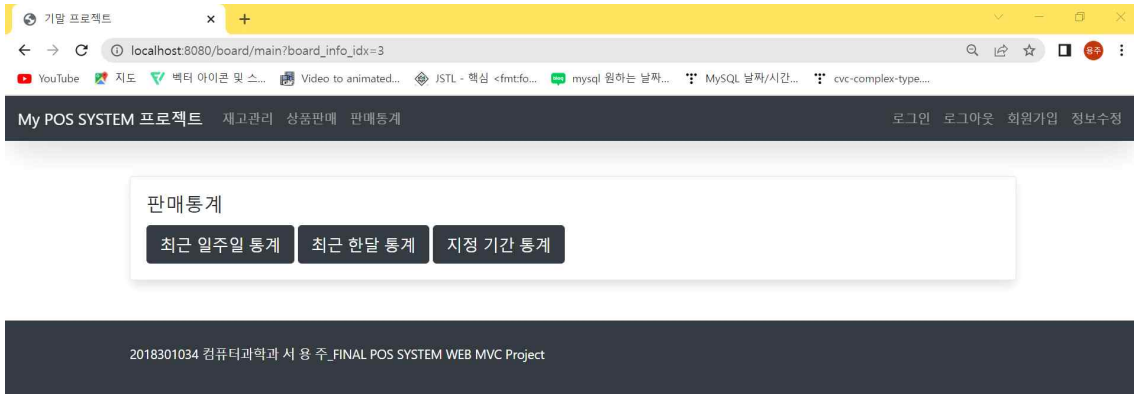 기말 프로젝트
localhost:8080/board/main?board_info_idx=3
용주
YouTube 지도 벡터 아이콘 및 스... Video to animated... JSTL - 핵심 <fmt:fo... mysql 원하는 날짜... MySQL 날짜/시간... cvc-complex-type....
My POS SYSTEM 프로젝트 재고관리 상품판매 판매통계 로그인 로그아웃 회원가입 정보수정
판매통계
최근 일주일 통계 최근 한달 통계 지정 기간 통계
2018301034 컴퓨터과학과 서 용 주_FINAL POS SYSTEM WEB MVC Project